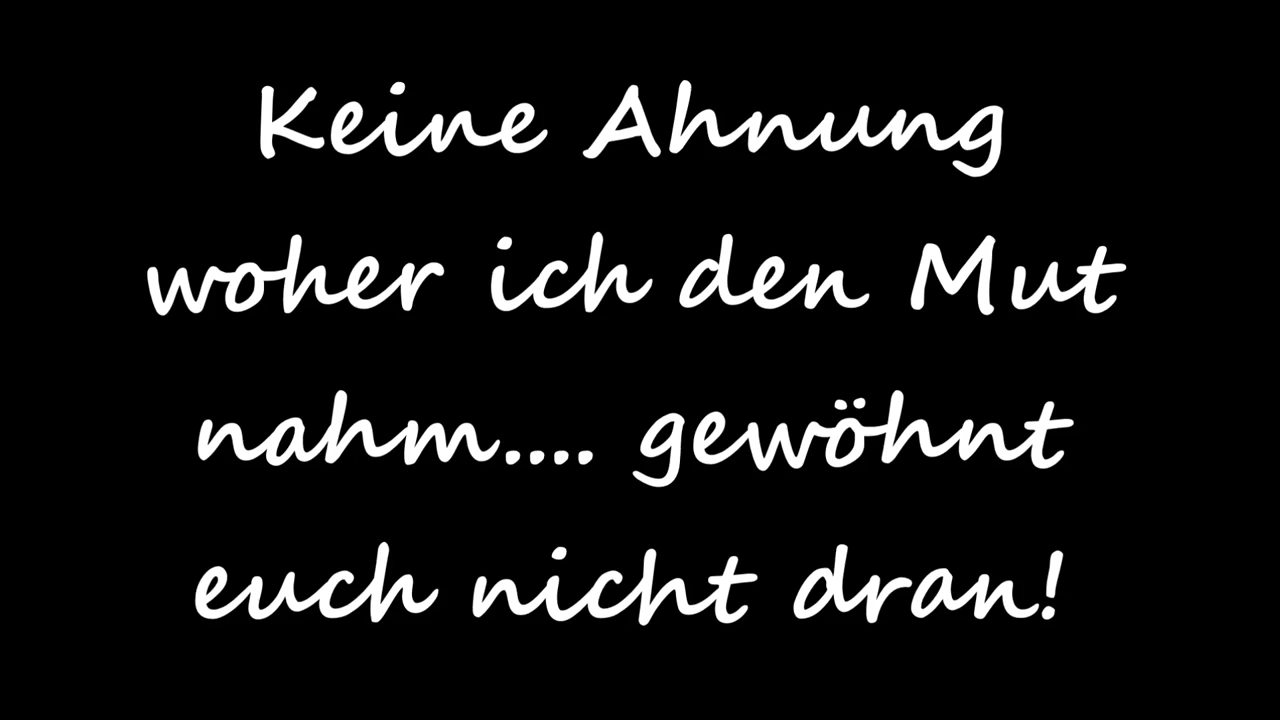 Keine Ahnung
woher ich den Mut
nahm.... gewöhnt
euch nicht dran!